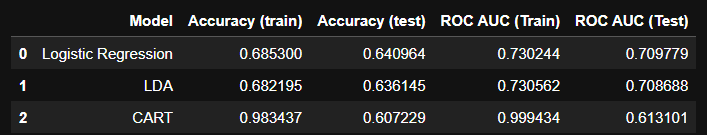 Model Accuracy (train) Accuracy (test) ROC AUC (Train) ROC AUC (Test)
0 Logistic Regression 0.685300 0.640964 0.730244 0.709779
1 LDA 0.682195 0.636145 0.730562 0.708688
2 CART 0.983437 0.607229 0.999434 0.613101